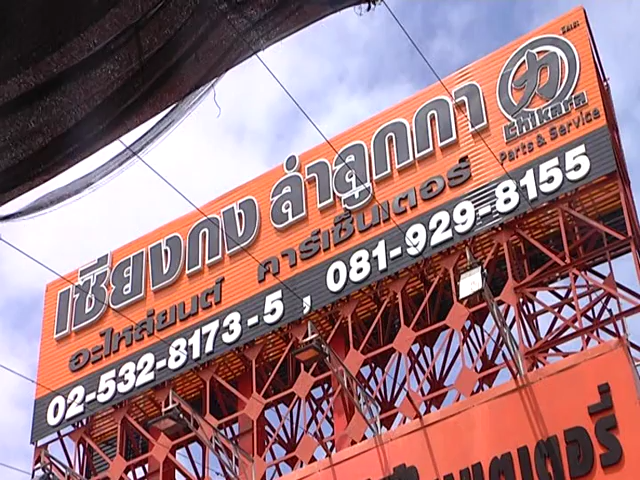 เชียงกง ลำลูกกา
Chikara
Parts & Service
อะไหล่ยนต์ คาร์เซ็นเตอร์
02-532-8173-5 , 081-929-8155